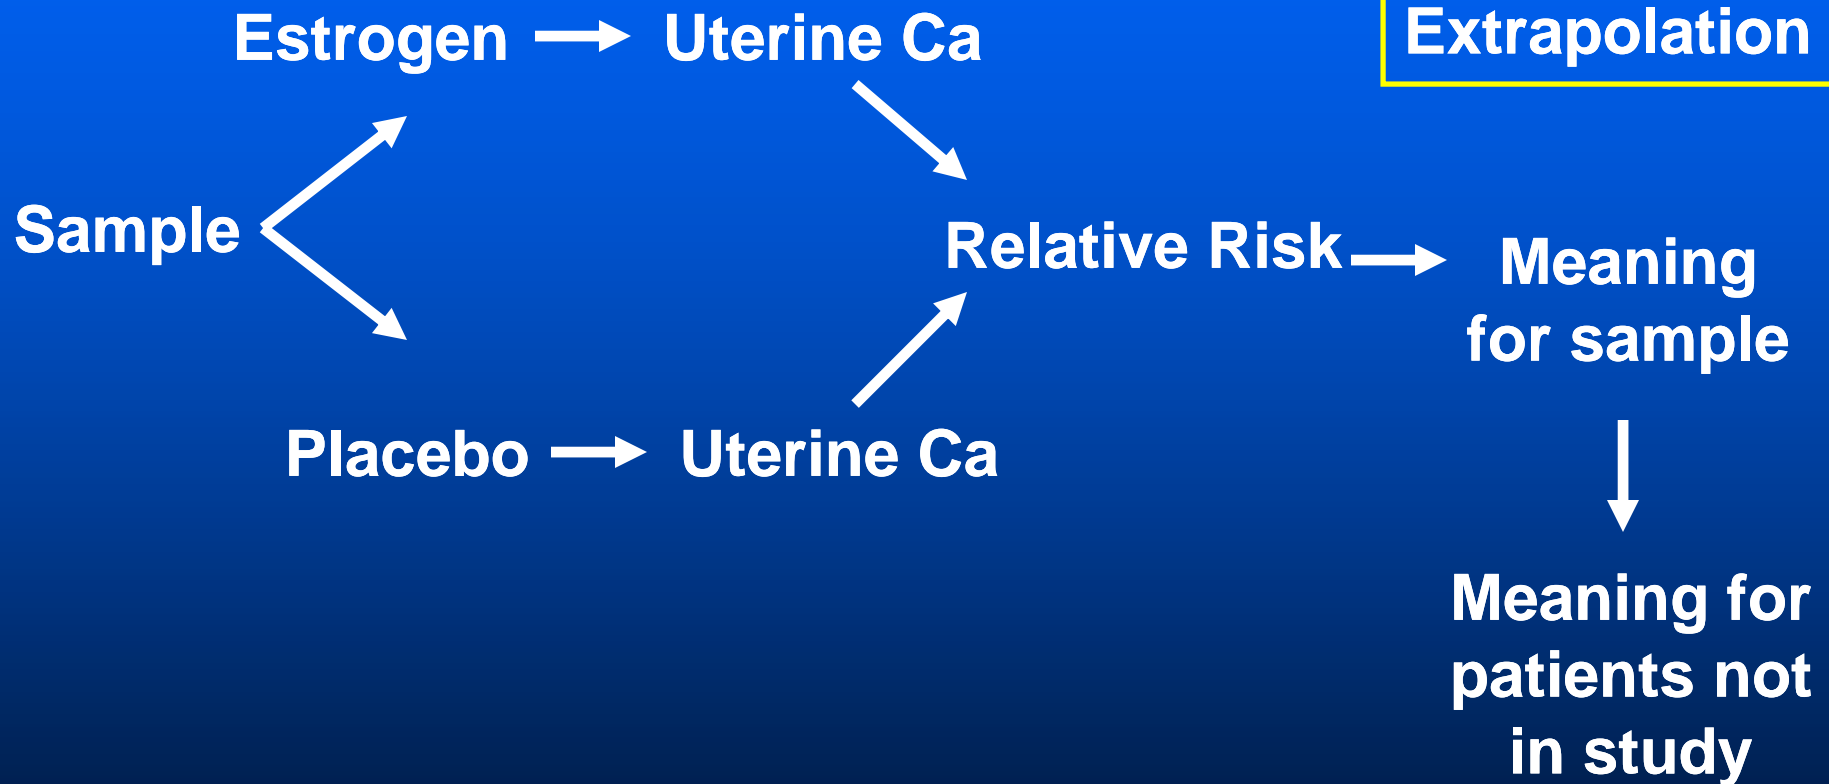 Estrogen
Uterine Ca
Extrapolation
Sample
Relative Risk
Meaning
for sample
Placebo
Uterine Ca
Meaning for
patients not
in study